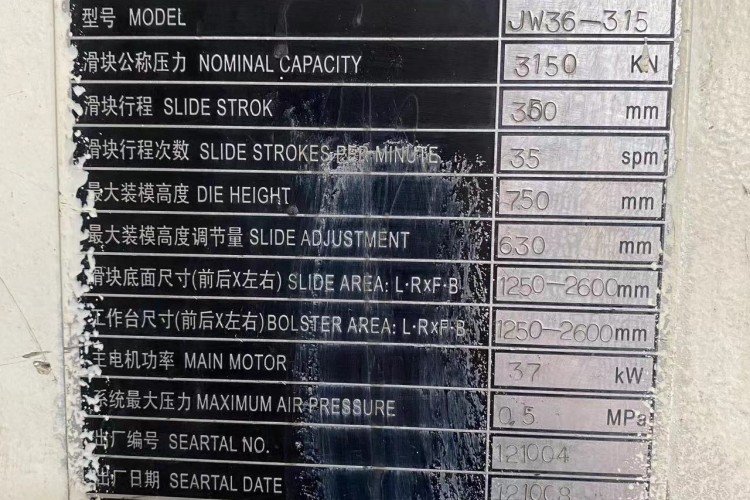 型号 MODEL JW36-315
滑块公称压力 NOMINAL CAPACITY 3150 KN
滑块行程 SLIDE STROK 350 mm
滑块行程次数 SLIDE STROKES PER MINUTE 35 spm
最大装模高度 DIE HEIGHT 750 mm
最大装模高度调节量 SLIDE ADJUSTMENT 630 mm
滑块底面尺寸(前后X左右) SLIDE AREA: L·RxF·B 1250-2600mm
工作台尺寸(前后X左右) BOLSTER AREA: L·RxF·B 1250-2600mm
主电机功率 MAIN MOTOR 37 kW
系统最大压力 MAXIMUM AIR PRESSURE 0.5 MPa
出厂编号 SEARTAL NO. 121004
出厂日期 SEARTAL DATE 121008